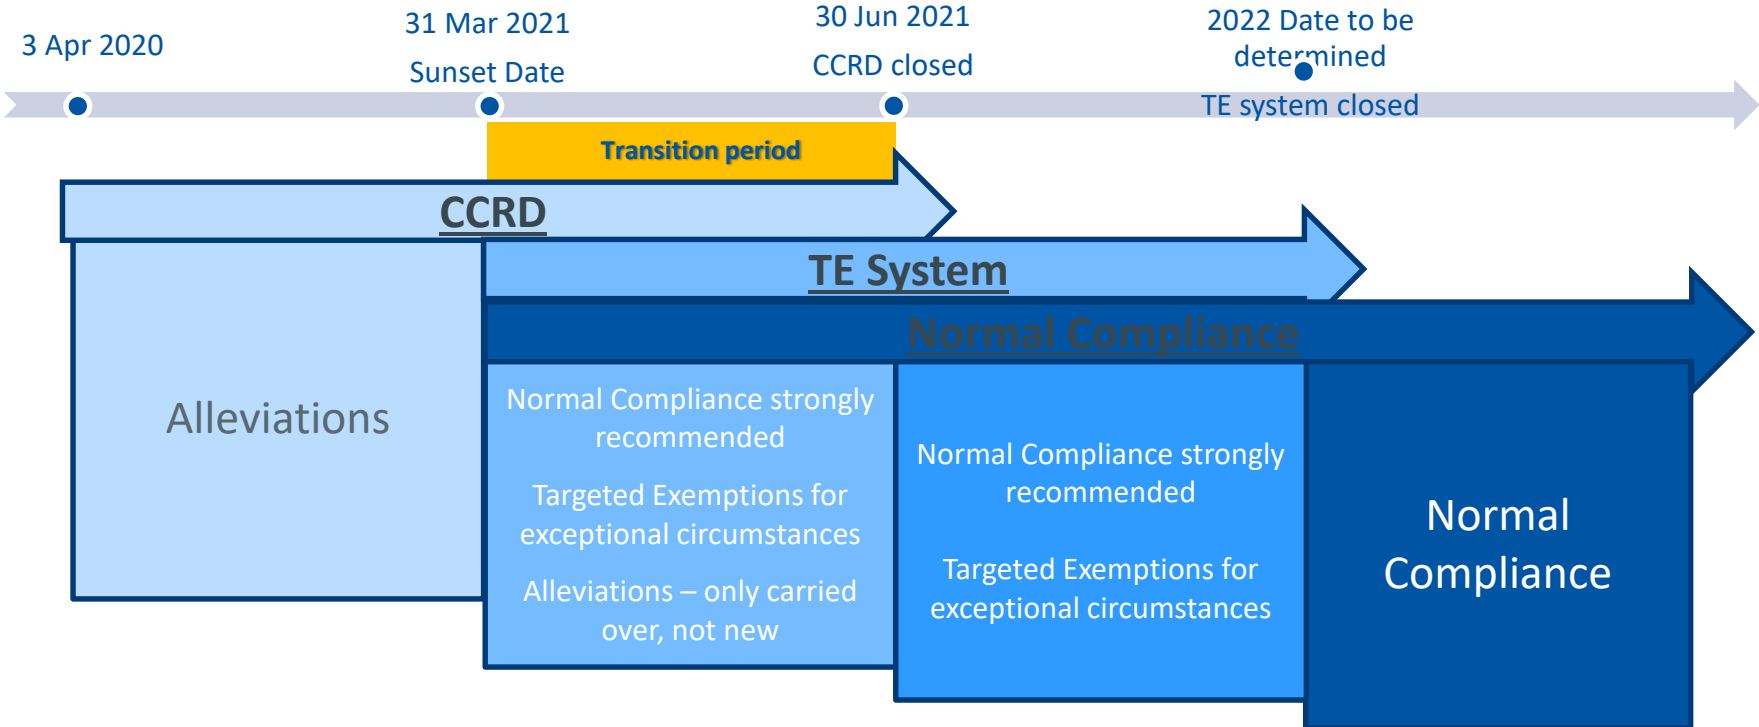 3 Apr 2020
31 Mar 2021
Sunset Date
30 Jun 2021
CCRD closed
2022 Date to be
determined
TE system closed
Transition period
CCRD
TE System
Normal Compliance
Alleviations
Normal Compliance strongly
recommended
Targeted Exemptions for
exceptional circumstances
Alleviations – only carried
over, not new
Normal Compliance strongly
recommended
Targeted Exemptions for
exceptional circumstances
Normal
Compliance